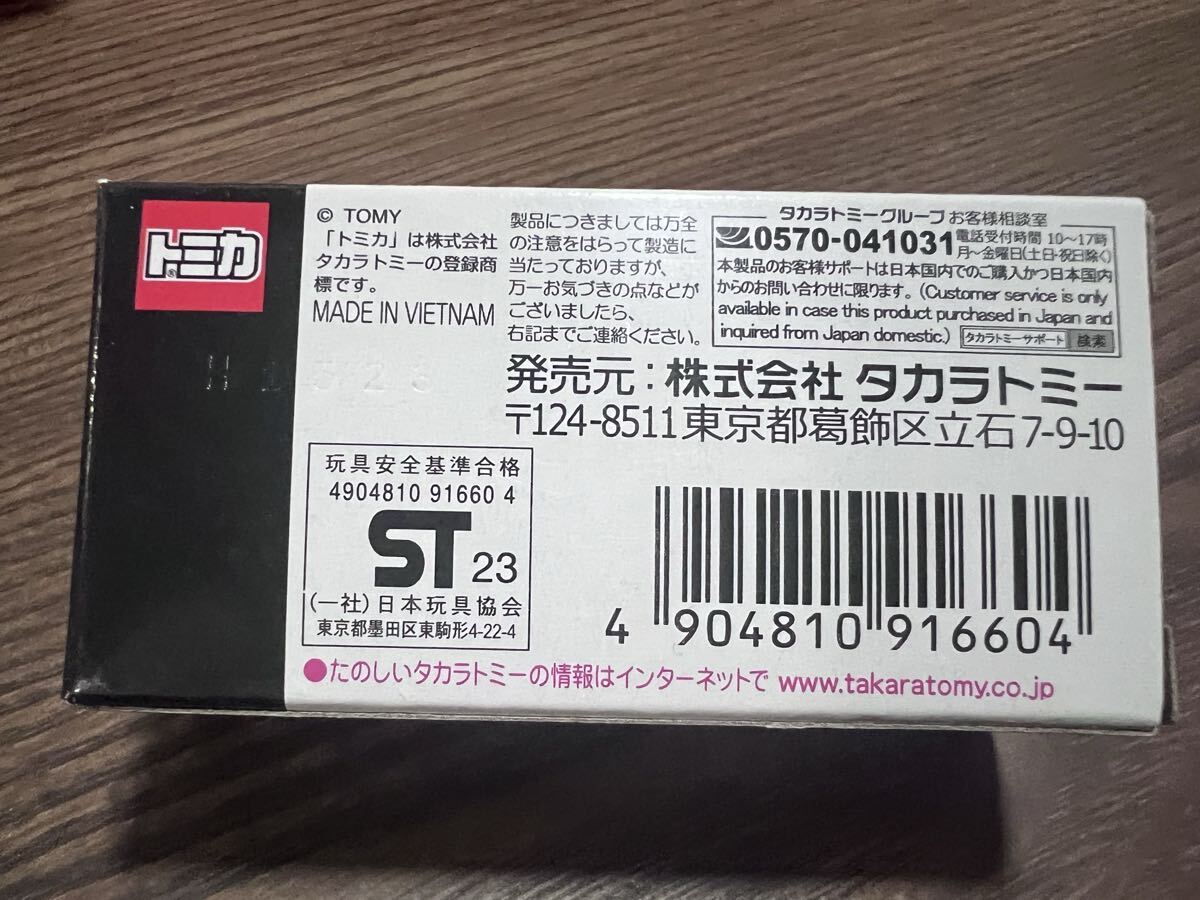 トミカ
®
© TOMY
「トミカ」は株式会社
タカラトミーの登録商
標です。
MADE IN VIETNAM
製品につきましては万全
の注意をはらって製造に
当たっておりますが、
万一お気づきの点などが
ございましたら、
右記までご連絡ください。
タカラトミーグループ お客様相談室
0570-041031 電話受付時間 10〜17時
月〜金曜日(土日・祝日除く)
本製品のお客様サポートは日本国内でのご購入かつ日本国内
からのお問い合わせに限ります。(Customer service is only
available in case this product purchased in Japan and
inquired from Japan domestic.) タカラトミーサポート 検索
発売元：株式会社 タカラトミー
〒124-8511 東京都葛飾区立石 7-9-10
玩具安全基準合格
4904810 91660 4
ST 23
(一社)日本玩具協会
東京都墨田区東駒形4-22-4
4 904810 916604
●たのしいタカラトミーの情報はインターネットで www.takaratomy.co.jp